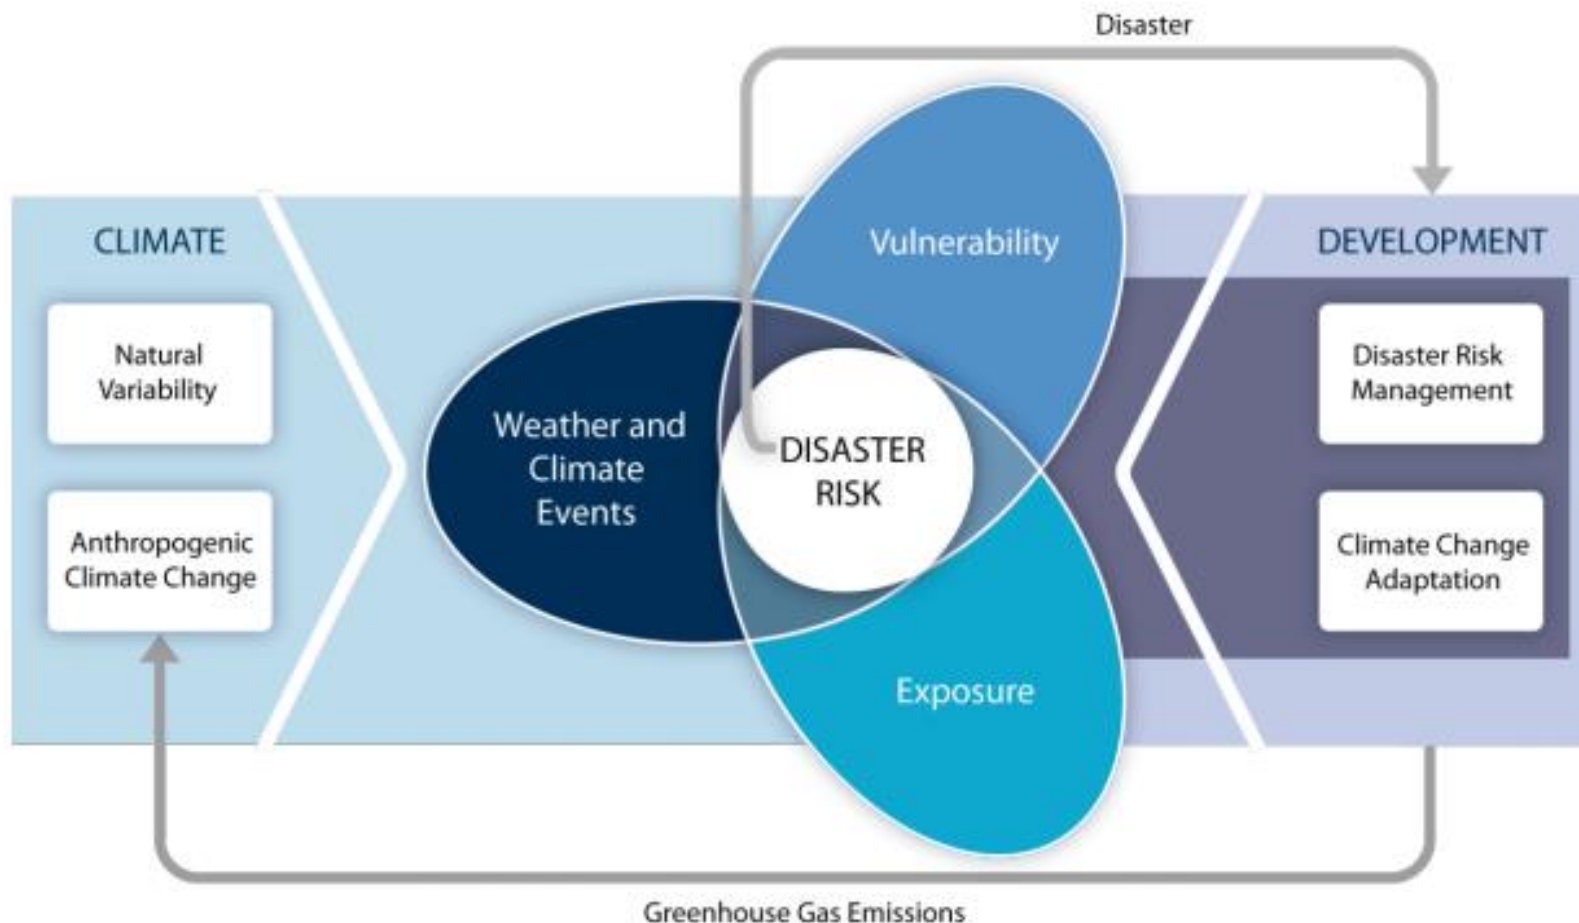 Disaster
CLIMATE
Natural
Variability
Anthropogenic
Climate Change
Weather and
Climate
Events
Vulnerability
DISASTER
RISK
Exposure
DEVELOPMENT
Disaster Risk
Management
Climate Change
Adaptation
Greenhouse Gas Emissions